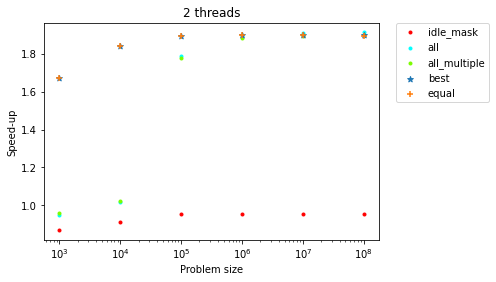 2 threads
Speed-up
1.8
1.6
1.4
1.2
1.0
10³
10⁴
10⁵
10⁶
10⁷
10⁸
Problem size
idle_mask
all
all_multiple
best
equal